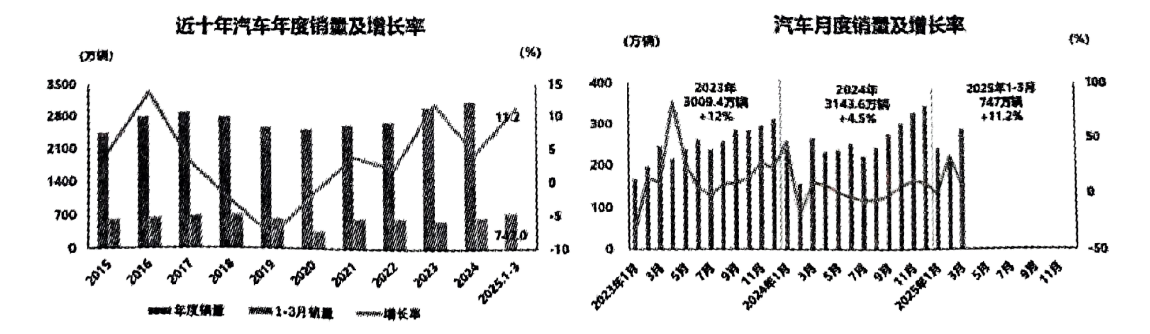 近十年汽车年度销量及增长率
(万辆)
(%)
3500
2800
2100
1400
700
0
15
10
5
0
-5
-10
11.2
747.0
2015
2016
2017
2018
2019
2020
2021
2022
2023
2024
2025.1-3
年度销量
1-3月销量
增长率
汽车月度销量及增长率
(万辆)
(%)
400
300
200
100
0
100
50
0
-50
2023年
3009.4万辆
+12%
2024年
3143.6万辆
+4.5%
2025年1-3月
747万辆
+11.2%
2023年1月
3月
5月
7月
9月
11月
2024年1月
3月
5月
7月
9月
11月
2025年1月
3月
5月
7月
9月
11月